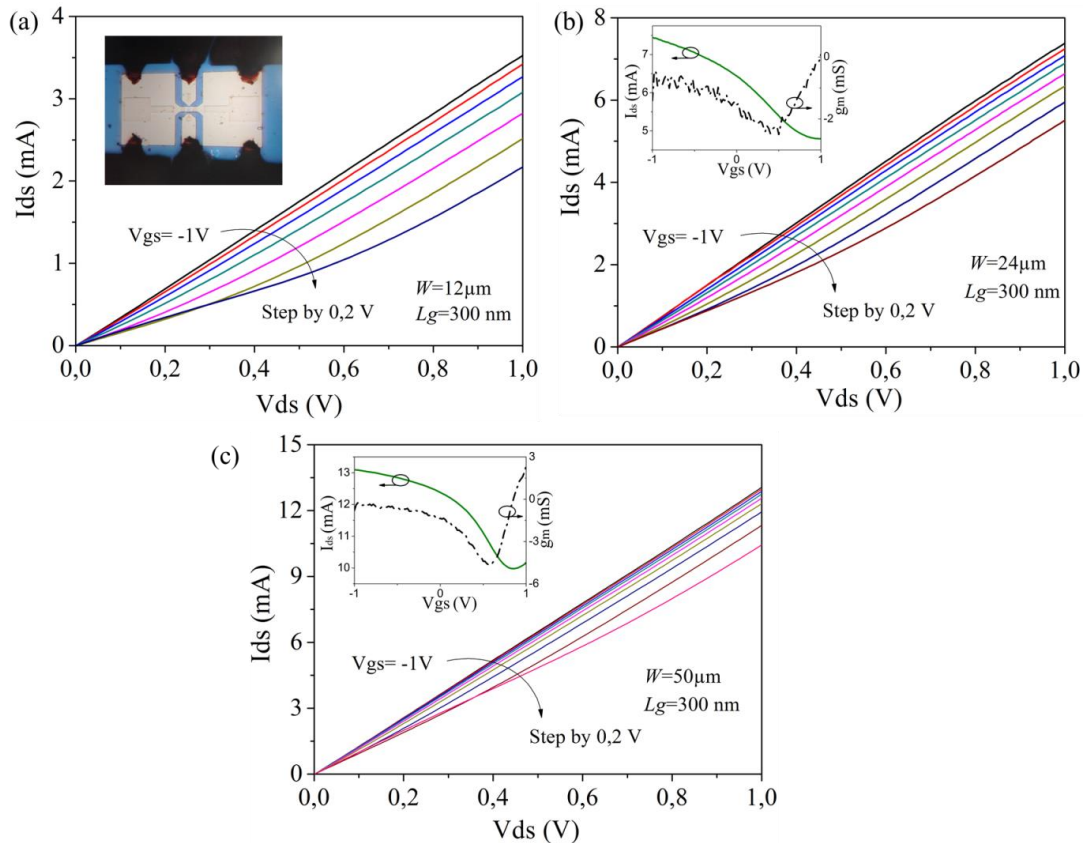 (a)
4
3
2
1
0
Ids (mA)
Vgs= -1V
Step by 0,2 V
W=12µm
Lg=300 nm
0,0 0,2 0,4 0,6 0,8 1,0
Vds (V)
(b)
8
6
4
2
0
Ids (mA)
7
6
5
Ids (mA)
0
-2
gm (mS)
-1 0 1
Vgs (V)
Vgs= -1V
Step by 0,2 V
W=24µm
Lg=300 nm
0,0 0,2 0,4 0,6 0,8 1,0
Vds (V)
(c)
15
12
9
6
3
0
Ids (mA)
13
12
11
10
Ids (mA)
3
0
-3
-6
gm (mS)
-1 0 1
Vgs (V)
Vgs= -1V
Step by 0,2 V
W=50µm
Lg=300 nm
0,0 0,2 0,4 0,6 0,8 1,0
Vds (V)